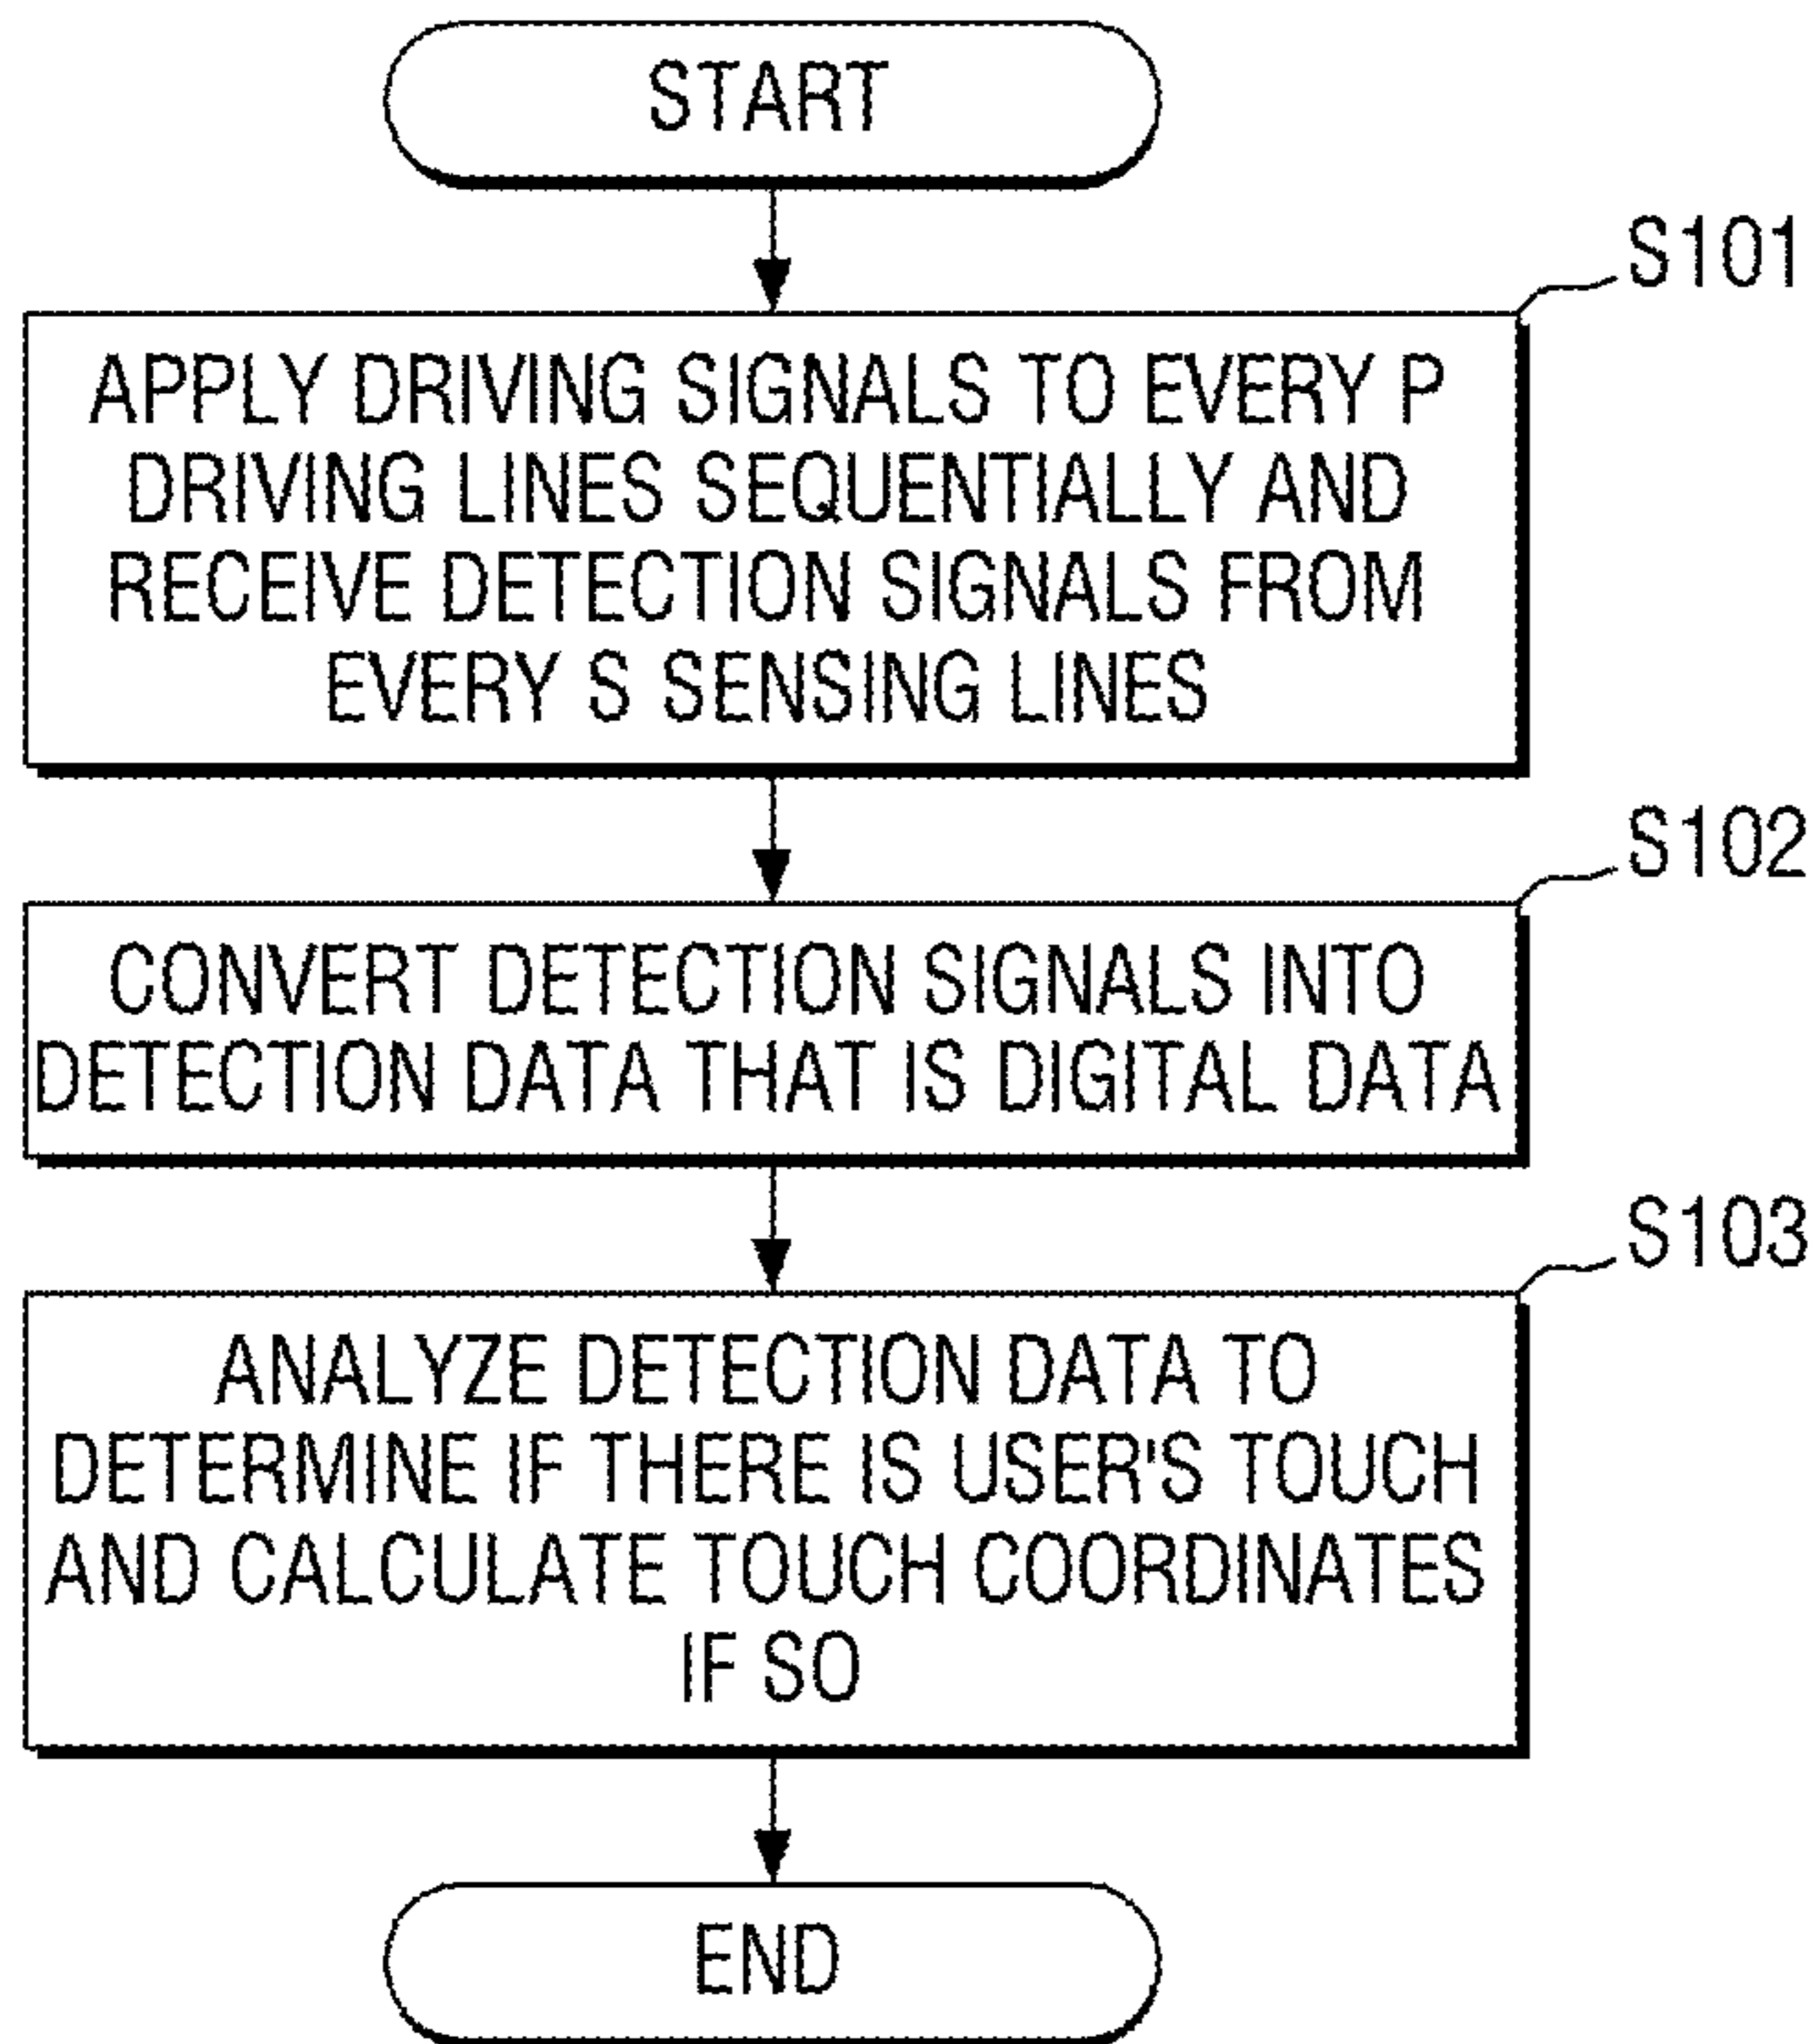 START
S101
APPLY DRIVING SIGNALS TO EVERY P
DRIVING LINES SEQUENTIALLY AND
RECEIVE DETECTION SIGNALS FROM
EVERY S SENSING LINES
S102
CONVERT DETECTION SIGNALS INTO
DETECTION DATA THAT IS DIGITAL DATA
S103
ANALYZE DETECTION DATA TO
DETERMINE IF THERE IS USER'S TOUCH
AND CALCULATE TOUCH COORDINATES
IF SO
END